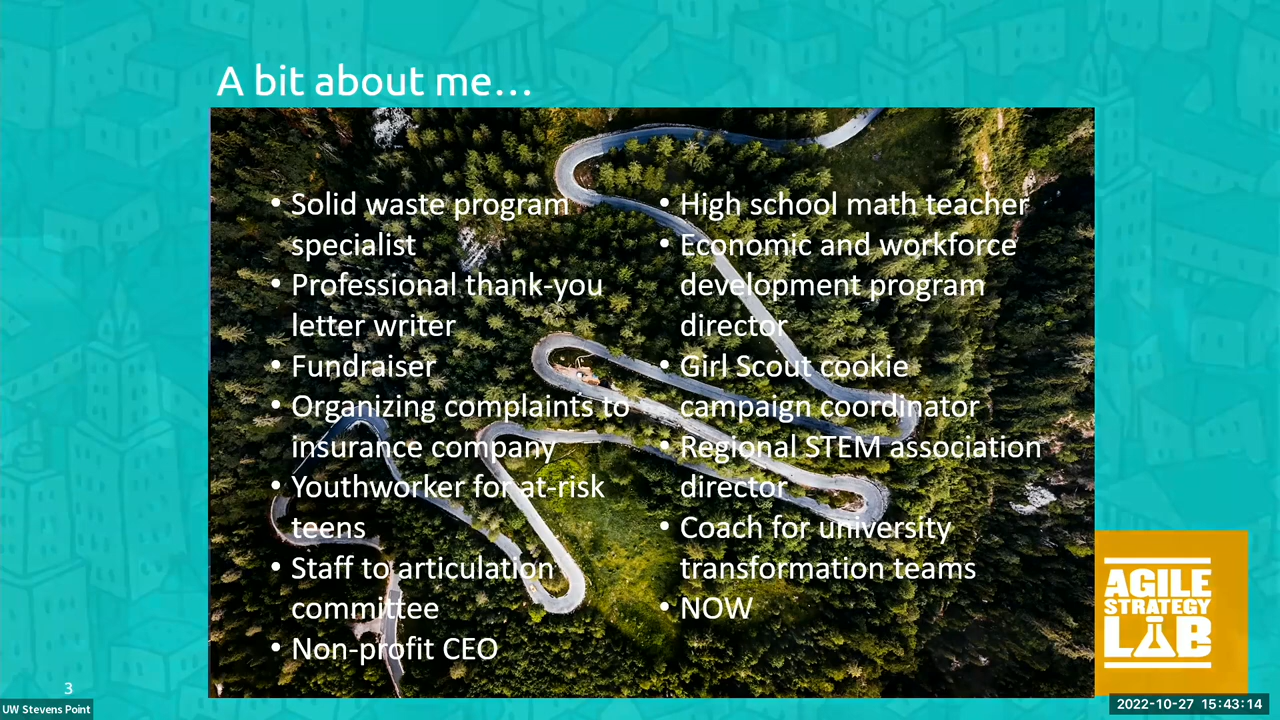 A bit about me...
• Solid waste program
specialist
• Professional thank-you
letter writer
• Fundraiser
• Organizing complaints to
insurance company
• Youthworker for at-risk
teens
• Staff to articulation
committee
• Non-profit CEO
• High school math teacher
• Economic and workforce
development program
director
• Girl Scout cookie
campaign coordinator
• Regional STEM association
director
• Coach for university
transformation teams
• NOW
AGILE
STRATEGY
LAB
3
UW Stevens Point
2022-10-27 15:43:14